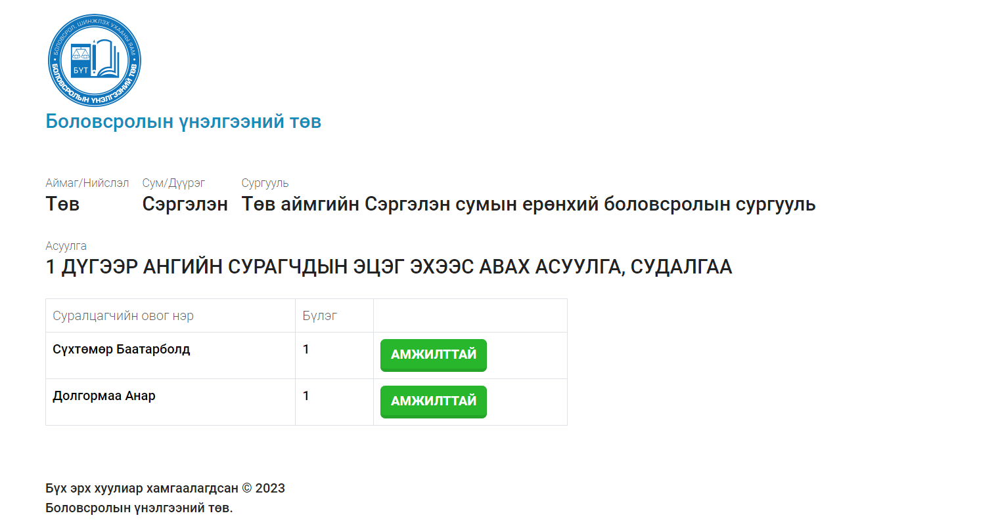 БОЛОВСРОЛ, ШИНЖЛЭХ УХААНЫ ЯАМ
БҮТ
БОЛОВСРОЛЫН ҮНЭЛГЭЭНИЙ ТӨВ
Боловсролын үнэлгээний төв
Аймаг/Нийслэл Сум/Дүүрэг Сургууль
Төв Сэргэлэн Төв аймгийн Сэргэлэн сумын ерөнхий боловсролын сургууль
Асуулга
1 ДҮГЭЭР АНГИЙН СУРАГЧДЫН ЭЦЭГ ЭХЭЭС АВАХ АСУУЛГА, СУДАЛГАА
Суралцагчийн овог нэр Бүлэг
Сүхтөмөр Баатарболд 1 АМЖИЛТТАЙ
Долгормаа Анар 1 АМЖИЛТТАЙ
Бүх эрх хуулиар хамгаалагдсан © 2023
Боловсролын үнэлгээний төв.